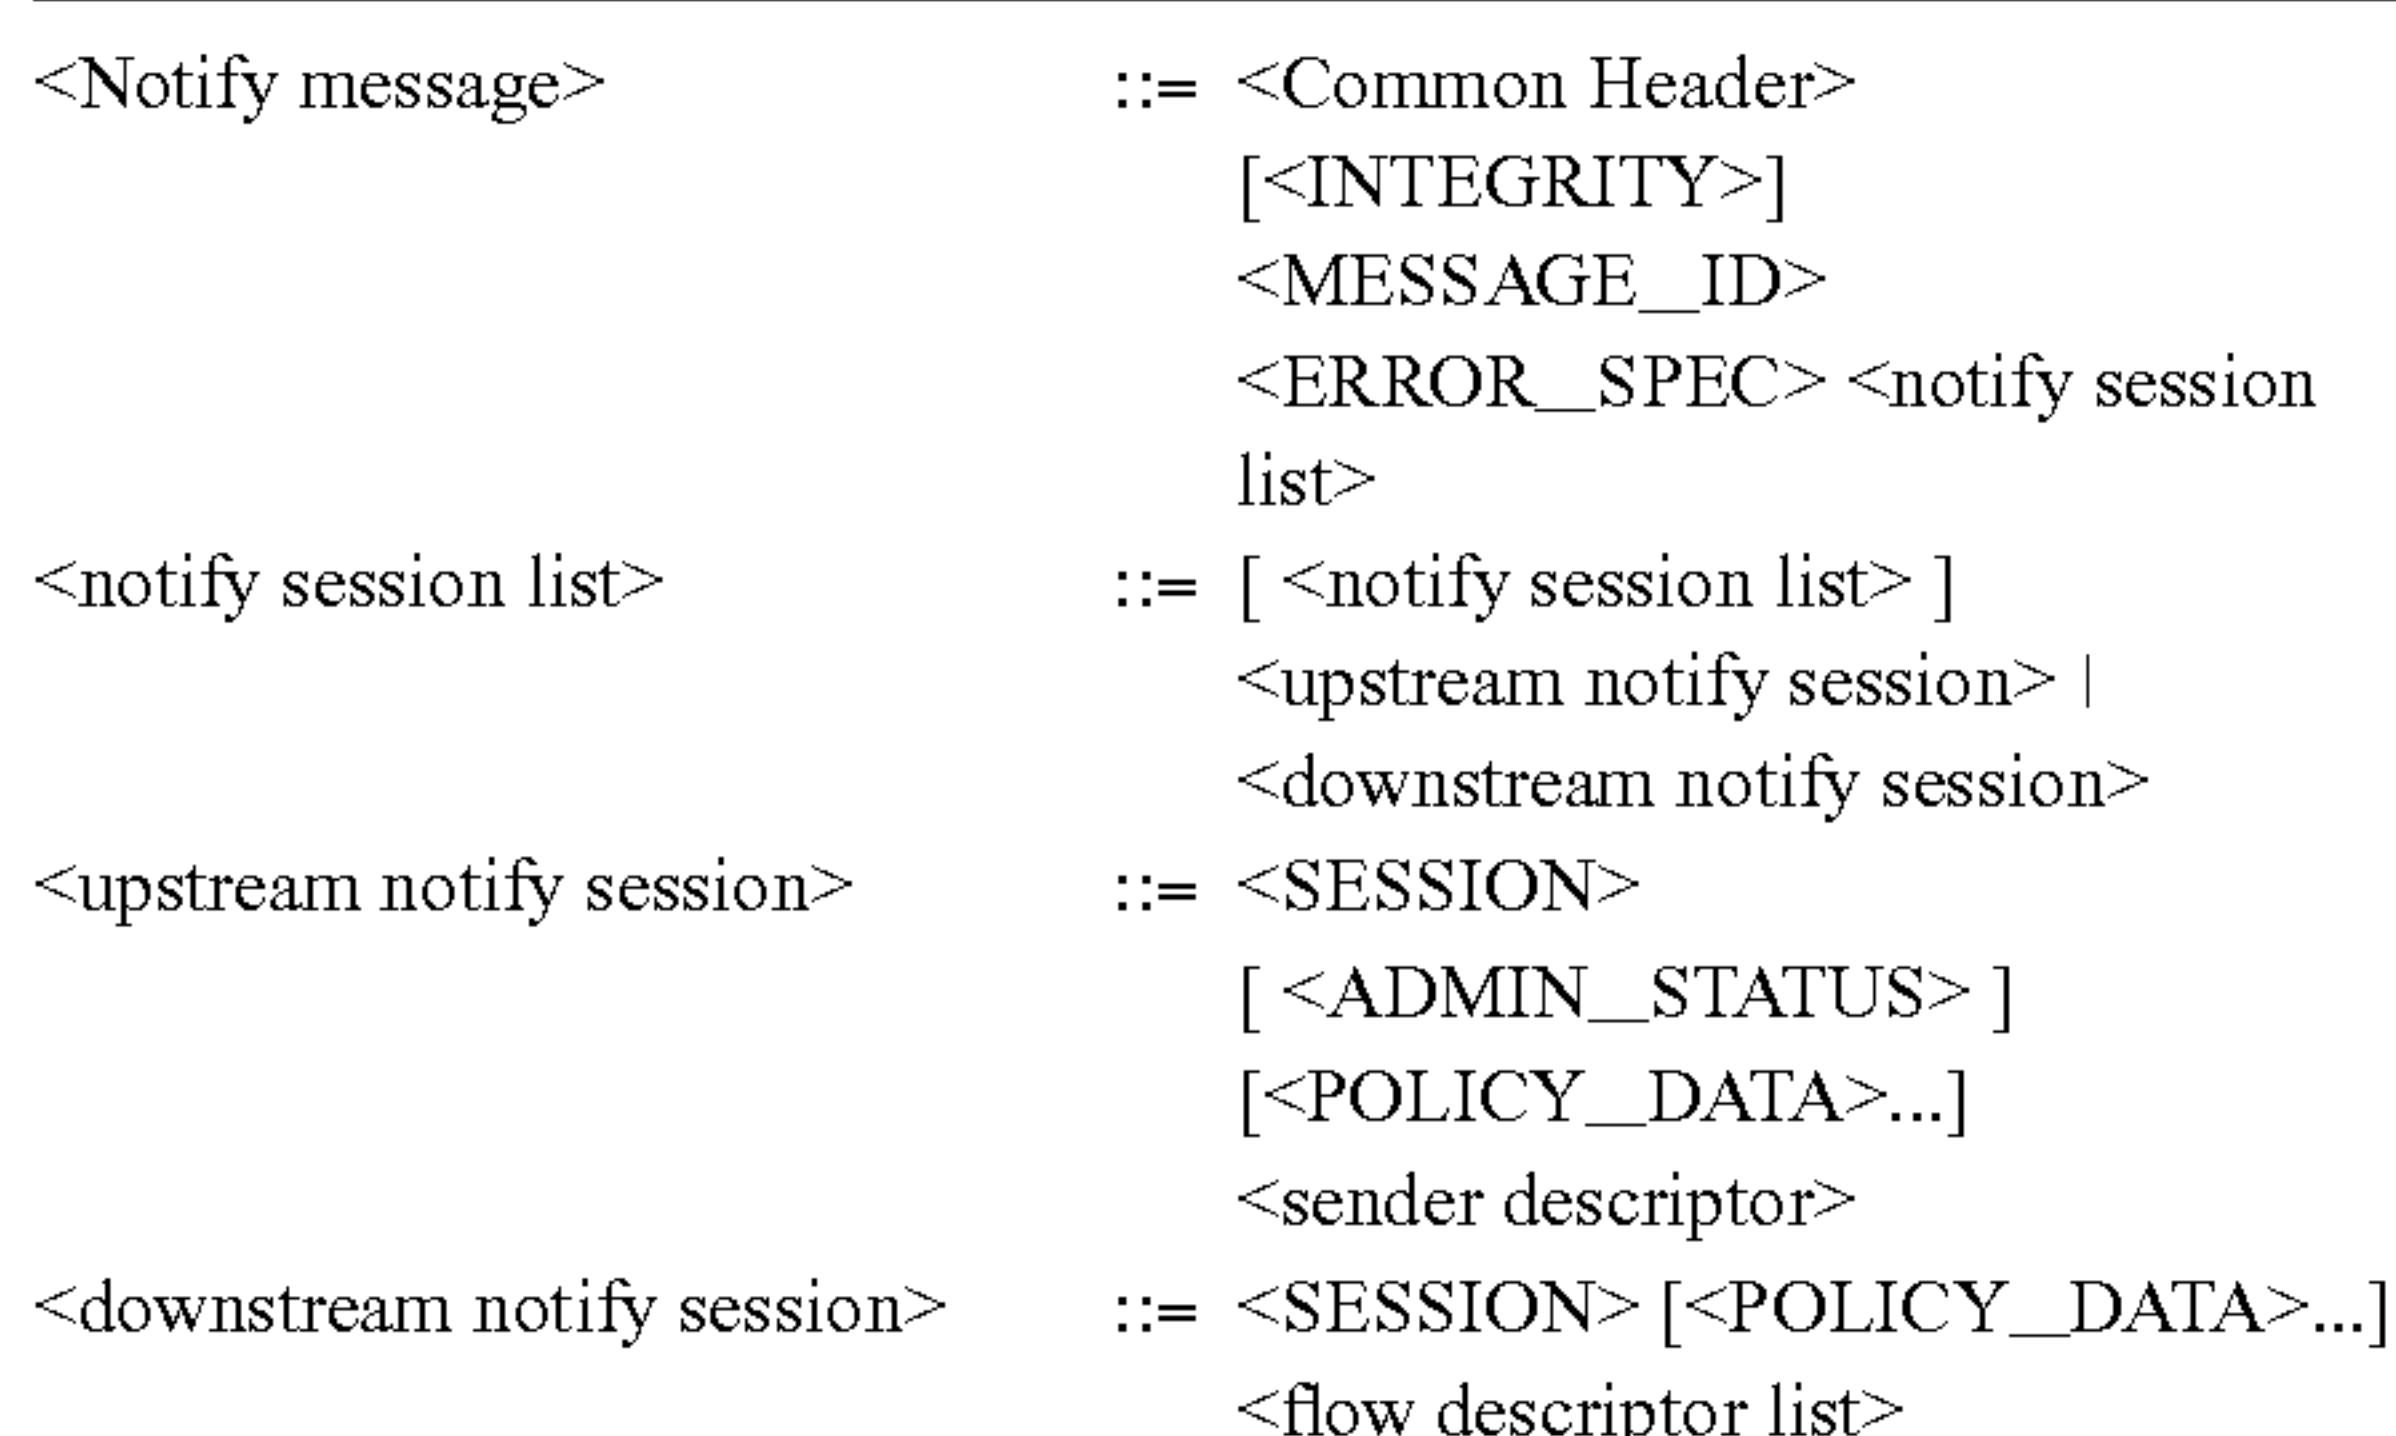 <Notify message> ::= <Common Header>
[<INTEGRITY>]
<MESSAGE_ID>
<ERROR_SPEC> <notify session
list>
<notify session list> ::= [ <notify session list> ]
<upstream notify session> |
<downstream notify session>
<upstream notify session> ::= <SESSION>
[ <ADMIN_STATUS> ]
[<POLICY_DATA>...]
<sender descriptor>
<downstream notify session> ::= <SESSION> [<POLICY_DATA>...]
<flow descriptor list>